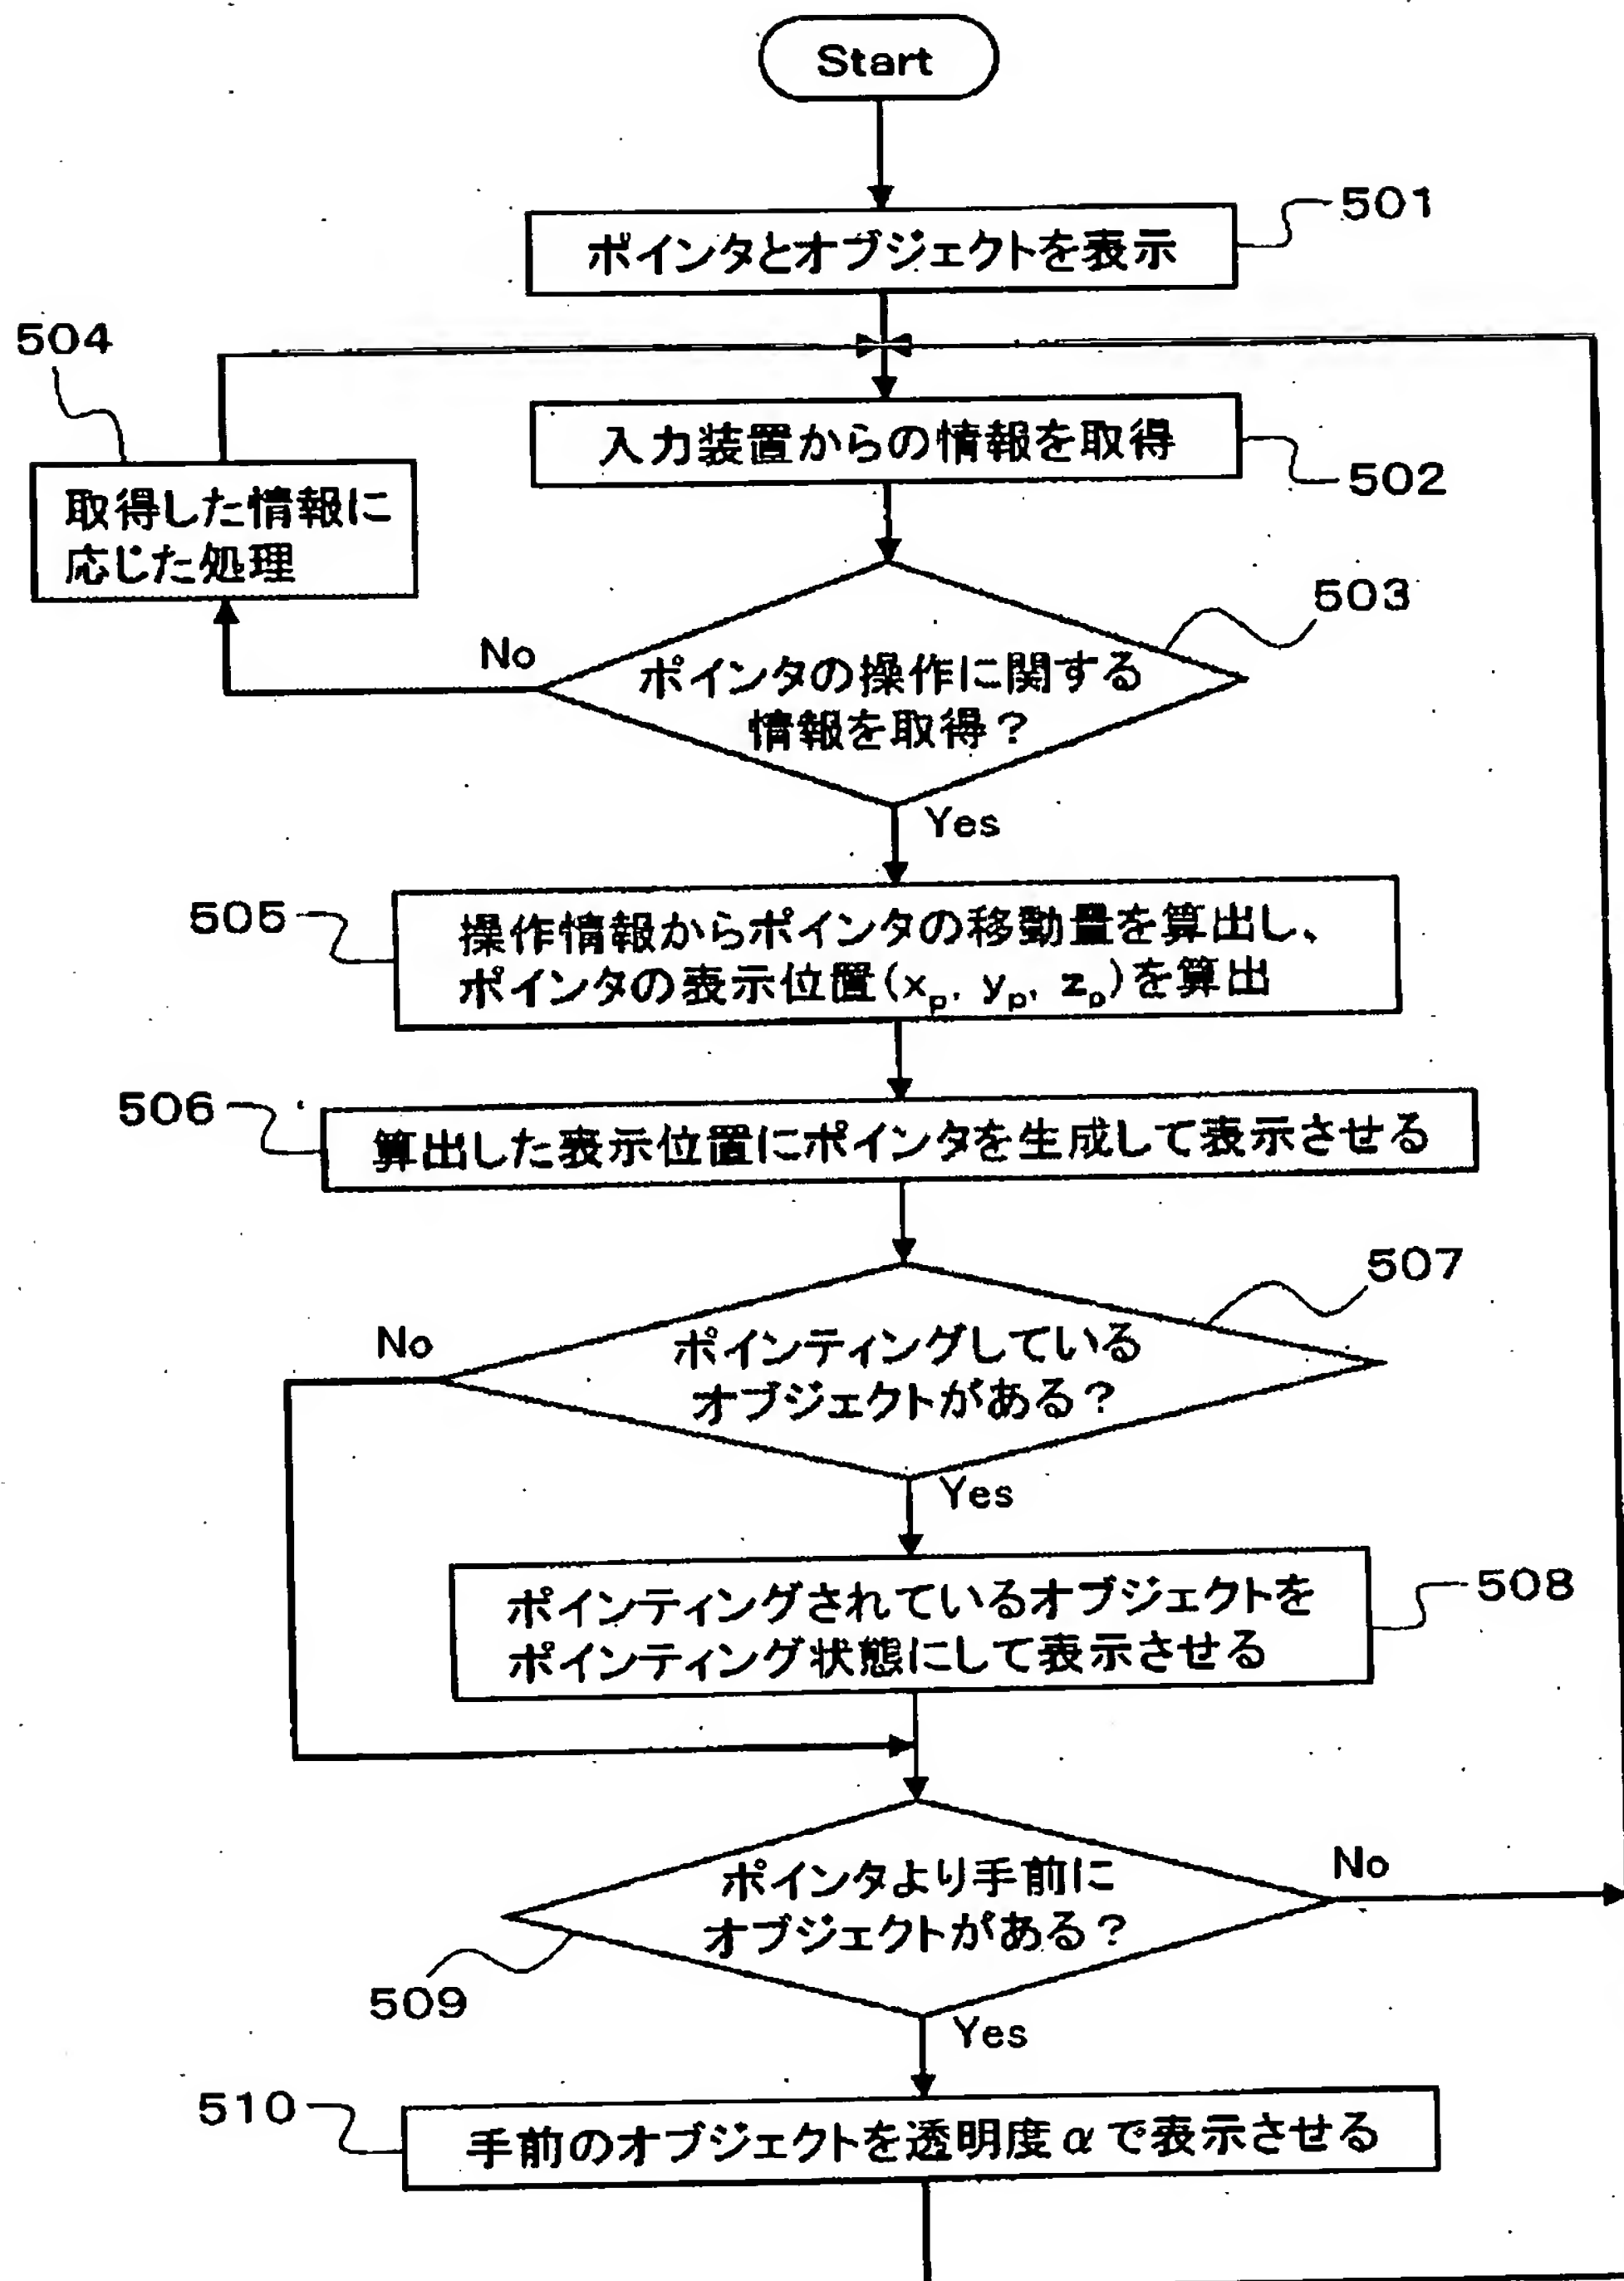 Start
501
ポインタとオブジェクトを表示
504
入力装置からの情報を取得
502
取得した情報に
応じた処理
503
No
ポインタの操作に関する
情報を取得？
Yes
505
操作情報からポインタの移動量を算出し、
ポインタの表示位置(xp, yp, zp)を算出
506
算出した表示位置にポインタを生成して表示させる
507
No
ポインティングしている
オブジェクトがある？
Yes
508
ポインティングされているオブジェクトを
ポインティング状態にして表示させる
No
ポインタより手前に
オブジェクトがある？
509
Yes
510
手前のオブジェクトを透明度αで表示させる